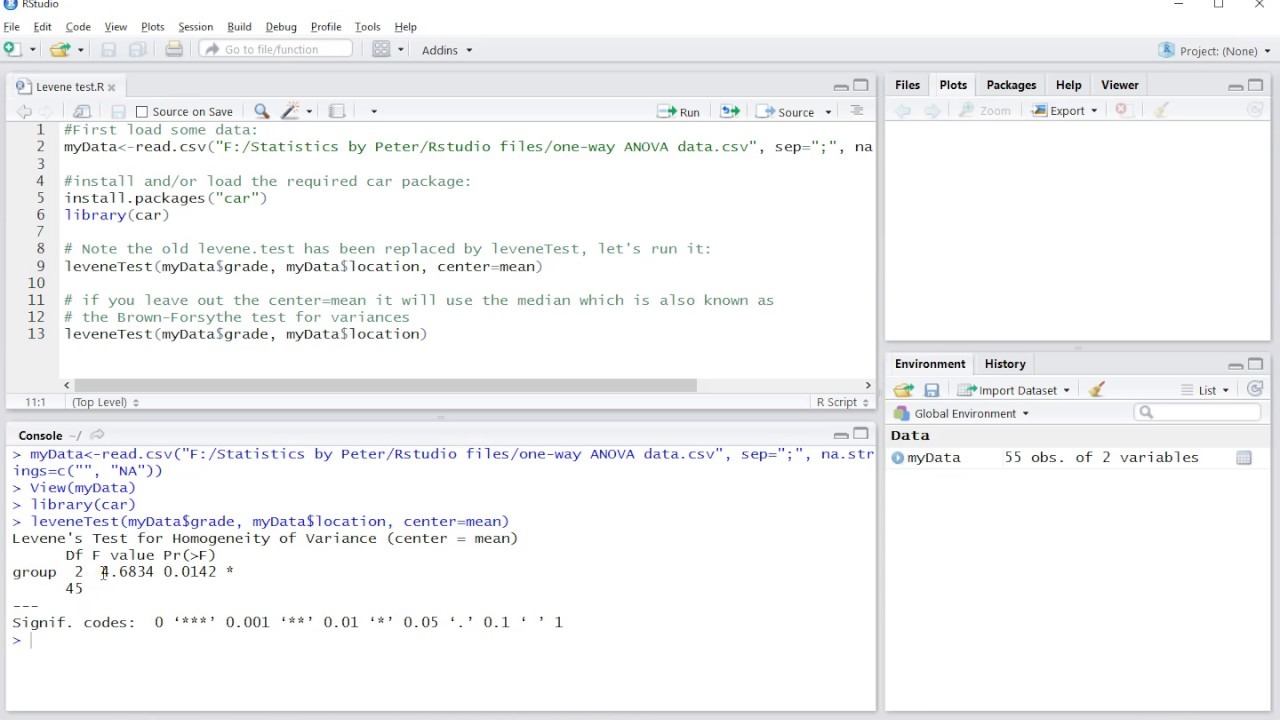 RStudio
File Edit Code View Plots Session Build Debug Profile Tools Help
Go to file/function Addins Project: (None)
Levene test.R
Source on Save Run Source
1 #First load some data:
2 myData<-read.csv("F:/Statistics by Peter/Rstudio files/one-way ANOVA data.csv", sep=";", na
3
4 #install and/or load the required car package:
5 install.packages("car")
6 library(car)
7
8 # Note the old levene.test has been replaced by leveneTest, let's run it:
9 leveneTest(myData$grade, myData$location, center=mean)
10
11 # if you leave out the center=mean it will use the median which is also known as
12 # the Brown-Forsythe test for variances
13 leveneTest(myData$grade, myData$location)
11:1 (Top Level) R Script
Console ~/
> myData<-read.csv("F:/Statistics by Peter/Rstudio files/one-way ANOVA data.csv", sep=";", na.str
ings=c("", "NA"))
> View(myData)
> library(car)
> leveneTest(myData$grade, myData$location, center=mean)
Levene's Test for Homogeneity of Variance (center = mean)
Df F value Pr(>F)
group 2 4.6834 0.0142 *
45
---
Signif. codes: 0 ‘***’ 0.001 ‘**’ 0.01 ‘*’ 0.05 ‘.’ 0.1 ‘ ’ 1
>
Files Plots Packages Help Viewer
Zoom Export
Environment History
Import Dataset List
Global Environment
Data
myData 55 obs. of 2 variables